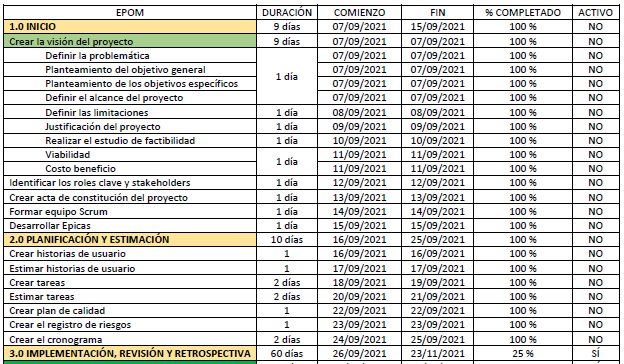 EPOM DURACIÓN COMIENZO FIN % COMPLETADO ACTIVO
1.0 INICIO 9 días 07/09/2021 15/09/2021 100 % NO
Crear la visión del proyecto 9 días 07/09/2021 07/09/2021 100 % NO
Definir la problemática 07/09/2021 07/09/2021 100 % NO
Planteamiento del objetivo general 07/09/2021 07/09/2021 100 % NO
1 día
Planteamiento de los objetivos específicos 07/09/2021 07/09/2021 100 % NO
Definir el alcance del proyecto 07/09/2021 07/09/2021 100 % NO
Definir las limitaciones 1 día 08/09/2021 08/09/2021 100 % NO
Justificación del proyecto 1 día 09/09/2021 09/09/2021 100 % NO
Realizar el estudio de factibilidad 1 día 10/09/2021 10/09/2021 100 % NO
Viabilidad 11/09/2021 11/09/2021 100 % NO
1 día
Costo beneficio 11/09/2021 11/09/2021 100 % NO
Identificar los roles clave y stakeholders 1 día 12/09/2021 12/09/2021 100 % NO
Crear acta de constitución del proyecto 1 día 13/09/2021 13/09/2021 100 % NO
Formar equipo Scrum 1 día 14/09/2021 14/09/2021 100 % NO
Desarrollar Epicas 1 día 15/09/2021 15/09/2021 100 % NO
2.0 PLANIFICACIÓN Y ESTIMACIÓN 10 días 16/09/2021 25/09/2021 100 % NO
Crear historias de usuario 1 16/09/2021 16/09/2021 100 % NO
Estimar historias de usuario 1 17/09/2021 17/09/2021 100 % NO
Crear tareas 2 días 18/09/2021 19/09/2021 100 % NO
Estimar tareas 2 días 20/09/2021 21/09/2021 100 % NO
Crear plan de calidad 1 22/09/2021 22/09/2021 100 % NO
Crear el registro de riesgos 1 23/09/2021 23/09/2021 100 % NO
Crear el cronograma 2 días 24/09/2021 25/09/2021 100 % NO
3.0 IMPLEMENTACIÓN, REVISIÓN Y RETROSPECTIVA 60 días 26/09/2021 23/11/2021 25 % SÍ